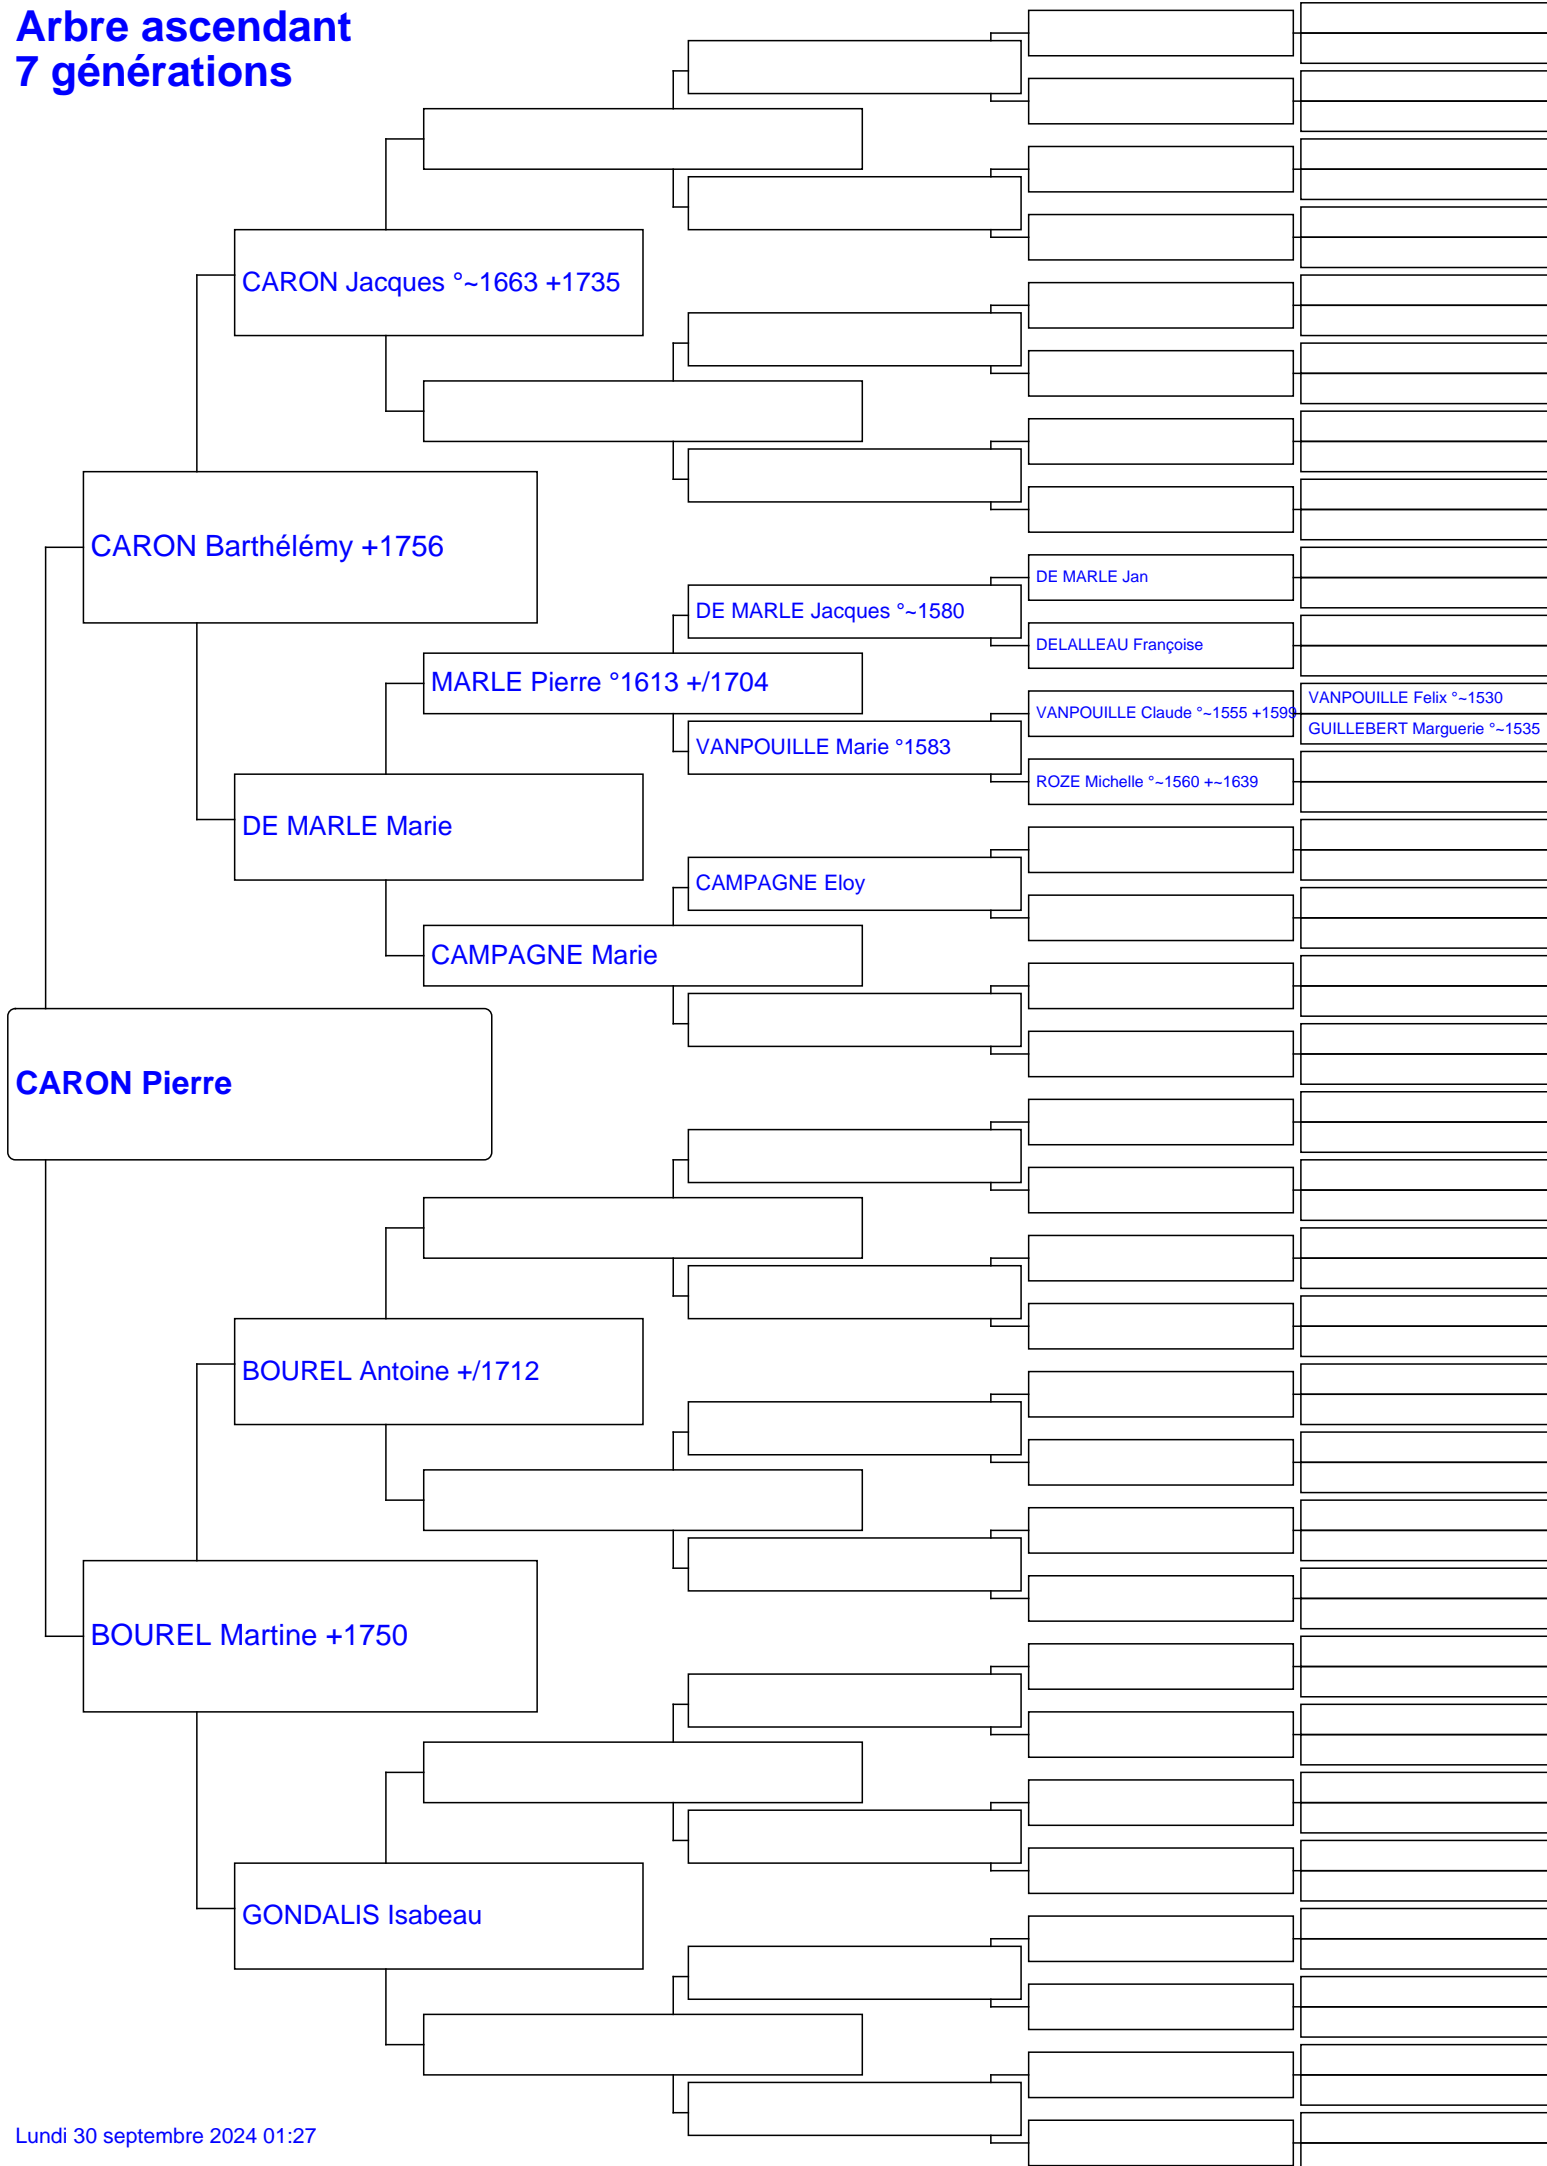 Arbre ascendant
7 générations
CARON Jacques °~1663 +1735
CARON Barthélémy +1756
DE MARLE Jan
DE MARLE Jacques °~1580
DELALLEAU Françoise
MARLE Pierre °1613 +/1704
VANPOUILLE Felix °~1530
VANPOUILLE Claude °~1555 +1599
GUILLEBERT Marguerie °~1535
VANPOUILLE Marie °1583
ROZE Michelle °~1560 +~1639
DE MARLE Marie
CAMPAGNE Eloy
CAMPAGNE Marie
CARON Pierre
BOUREL Antoine +/1712
BOUREL Martine +1750
GONDALIS Isabeau
Lundi 30 septembre 2024 01:27